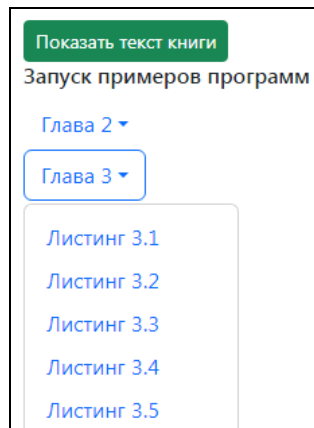 Показать текст книги
Запуск примеров программ
Глава 2
Глава 3
Листинг 3.1
Листинг 3.2
Листинг 3.3
Листинг 3.4
Листинг 3.5